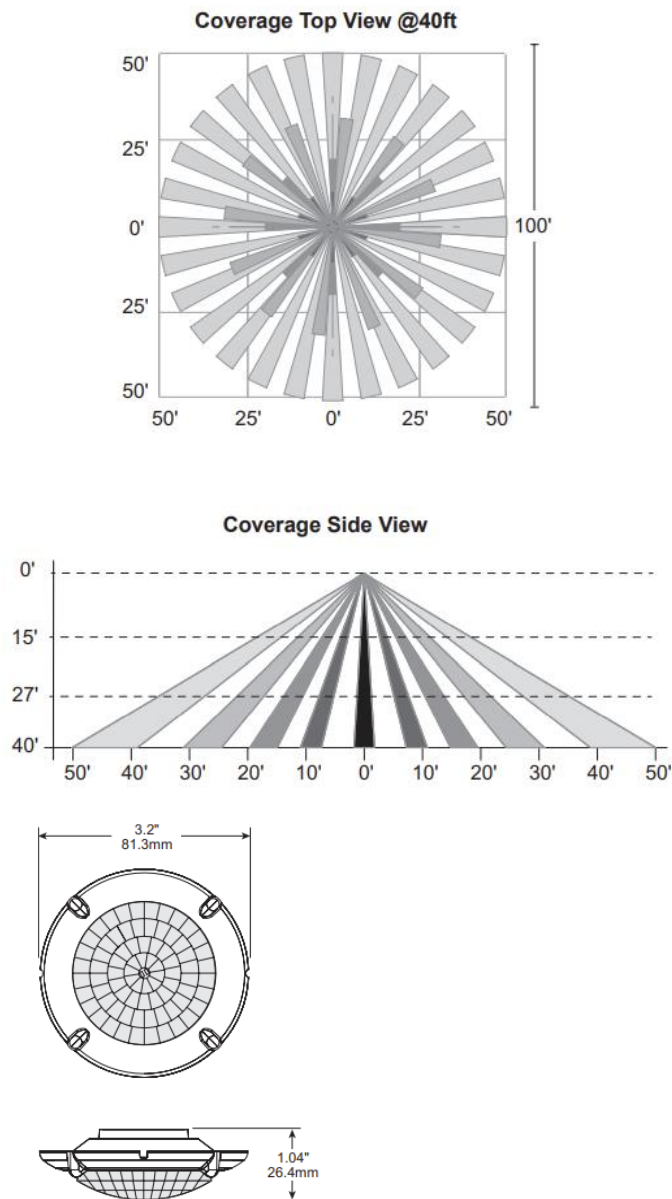 Coverage Top View @40ft
50'
25'
0'
100'
25'
50'
50' 25' 0' 25' 50'
Coverage Side View
0'
15'
27'
40'
50' 40' 30' 20' 10' 0' 10' 20' 30' 40' 50'
3.2"
81.3mm
1.04"
26.4mm